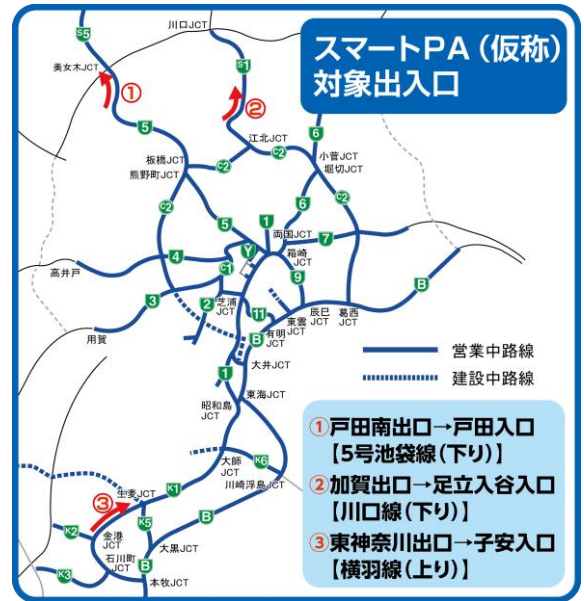 スマートPA（仮称）
対象出入口
川口JCT
S5
S1
美女木JCT
①
②
5
江北JCT
6
C2
小菅JCT
堀切JCT
板橋JCT
熊野町JCT
C2
C2
6
5
1
両国JCT
7
箱崎
JCT
Y
4
高井戸
C1
9
B
3
2
芝浦
JCT
11
辰巳
JCT
葛西
JCT
東雲
JCT
有明
JCT
用賀
B
大井JCT
営業中路線
建設中路線
1
東海JCT
昭和島
JCT
大師
JCT
K6
川崎浮島JCT
生麦JCT
K1
③
K2
K5
B
金港
JCT
石川町
JCT
大黒JCT
K3
B
本牧JCT
①戸田南出口→戸田入口
【5号池袋線（下り）】
②加賀出口→足立入谷入口
【川口線（下り）】
③東神奈川出口→子安入口
【横羽線（上り）】